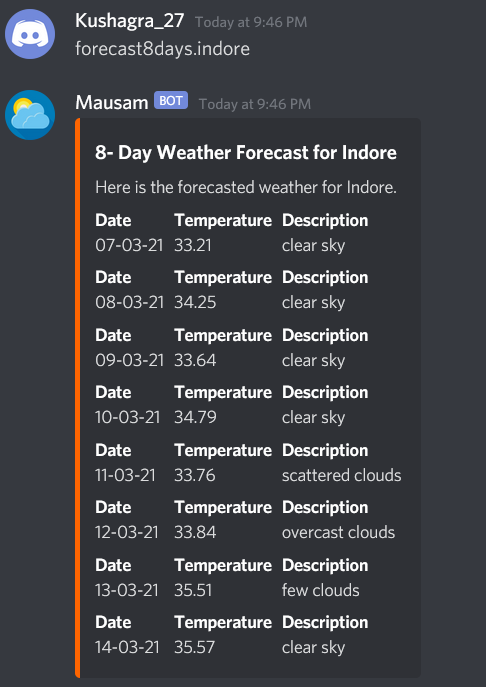 Kushagra_27 Today at 9:46 PM
forecast8days.indore
Mausam BOT Today at 9:46 PM
8- Day Weather Forecast for Indore
Here is the forecasted weather for Indore.
Date Temperature Description
07-03-21 33.21 clear sky
Date Temperature Description
08-03-21 34.25 clear sky
Date Temperature Description
09-03-21 33.64 clear sky
Date Temperature Description
10-03-21 34.79 clear sky
Date Temperature Description
11-03-21 33.76 scattered clouds
Date Temperature Description
12-03-21 33.84 overcast clouds
Date Temperature Description
13-03-21 35.51 few clouds
Date Temperature Description
14-03-21 35.57 clear sky